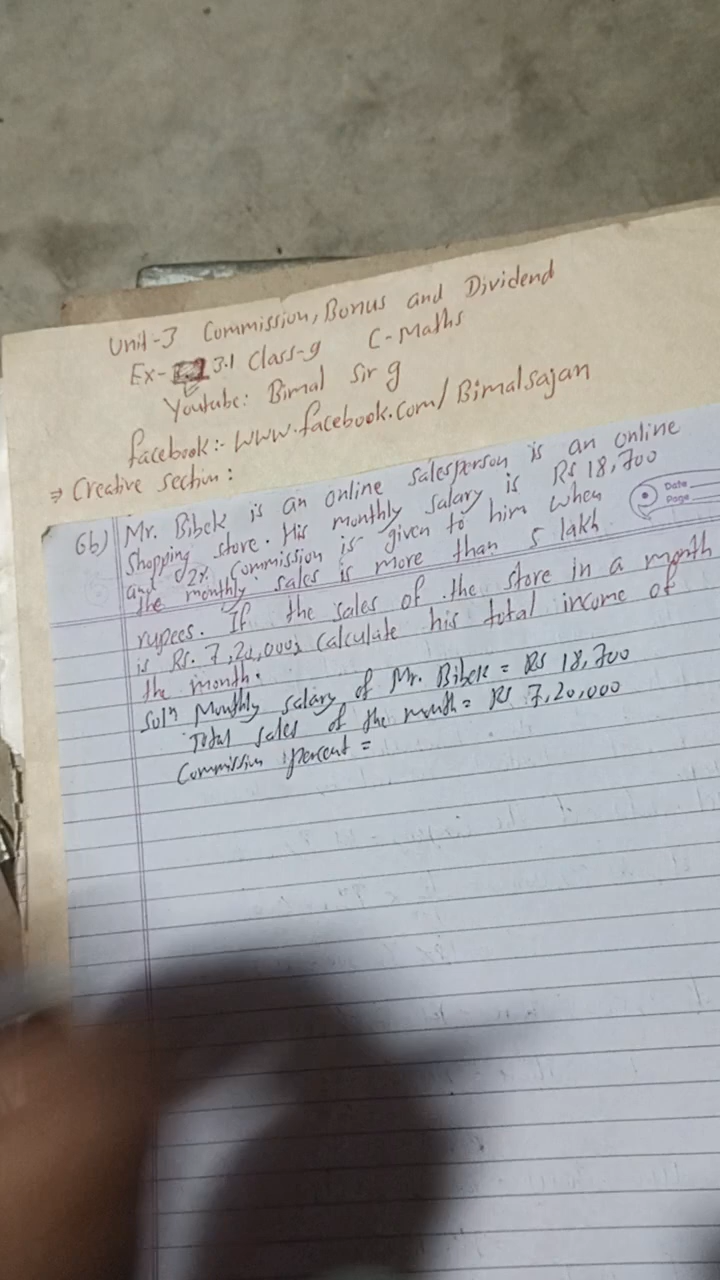 Unit-3 Commission, Bonus and Dividend
Ex- 3.1 Class-9 C-Maths
Youtube: Bimal Sir g
facebook:- www.facebook.com/Bimalsajan
⇒ Creative section:
6b) Mr. Bibek is an online salesperson is an online
shopping store. His monthly salary is Rs 18,700
and 2% Commission is given to him when
the monthly sales is more than 5 lakh
rupees. If the sales of the store in a month
is Rs. 7,20,000, calculate his total income of
the month.
Soln Monthly salary of Mr. Bibek = Rs 18,700
Total sales of the month = Rs 7,20,000
Commission percent =
Date
Page